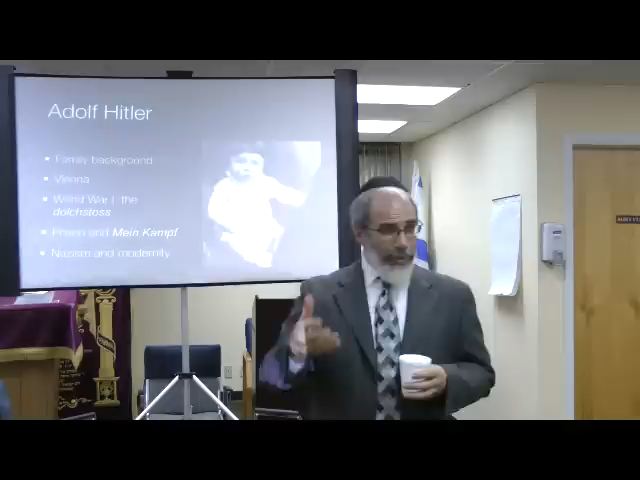 Adolf Hitler
Family background
Vienna
World War I: the
dolchstoss
Prison and Mein Kampf
Nazism and modernity